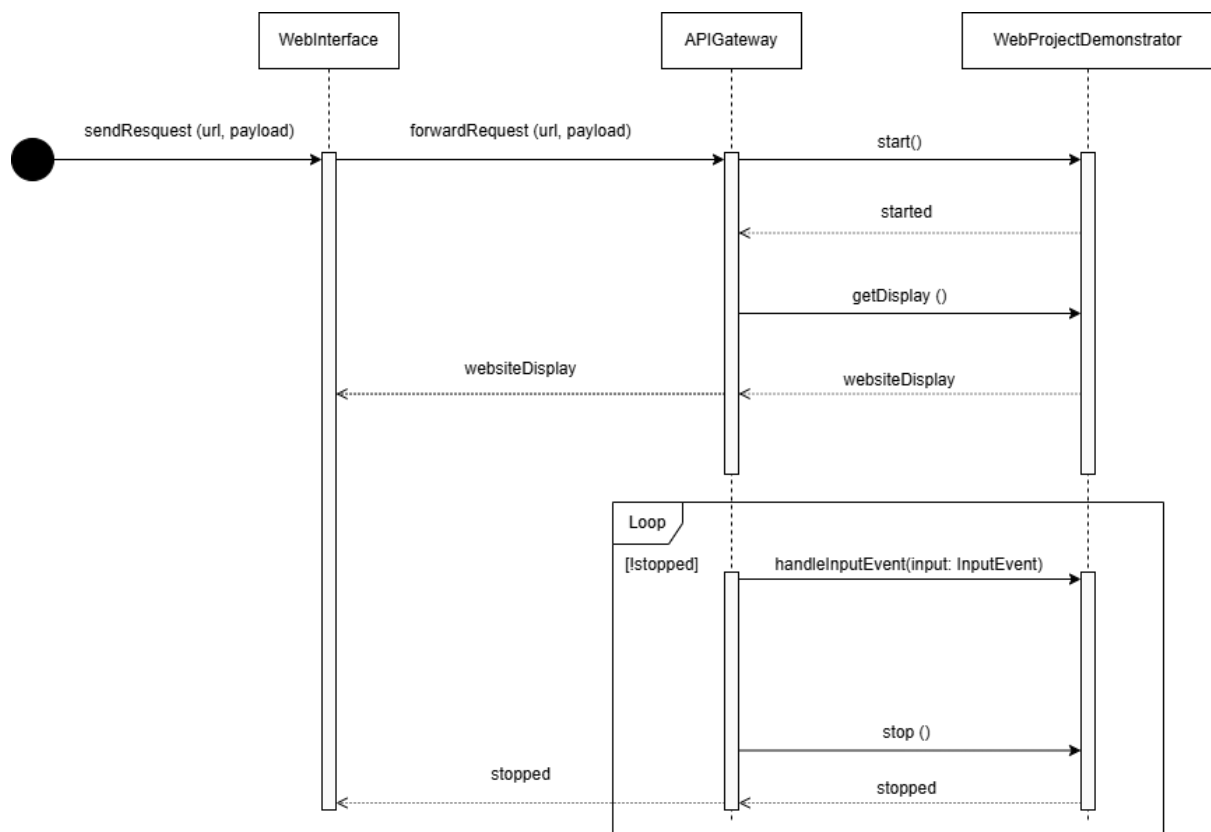 WebInterface
APIGateway
WebProjectDemonstrator
sendResquest (url, payload)
forwardRequest (url, payload)
start()
started
getDisplay ()
websiteDisplay
websiteDisplay
Loop
[!stopped]
handleInputEvent(input: InputEvent)
stop ()
stopped
stopped